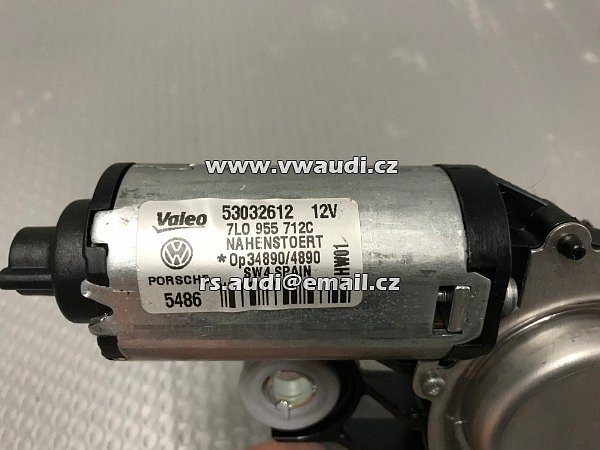 www.vwaudi.cz
Valeo 53032612 12V
7L0 955 712C
NAHENSTOERT
*Op34890/4890
SW4 SPAIN
HW01
PORSCHE
rs.audi@email.cz
5486